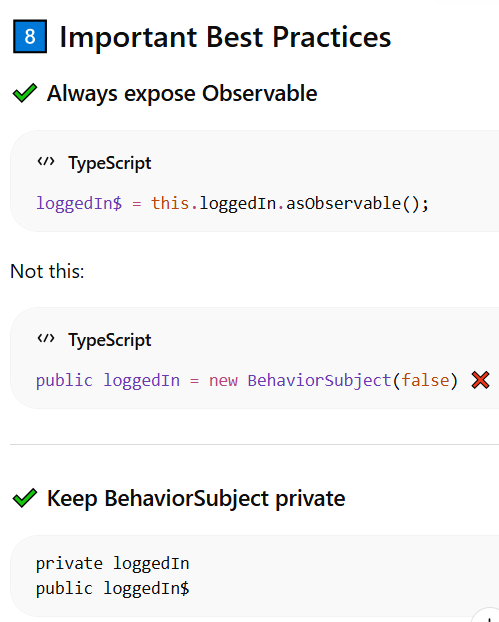 8 Important Best Practices
✔ Always expose Observable
</> TypeScript
loggedIn$ = this.loggedIn.asObservable();
Not this:
</> TypeScript
public loggedIn = new BehaviorSubject(false) ❌
✔ Keep BehaviorSubject private
private loggedIn
public loggedIn$